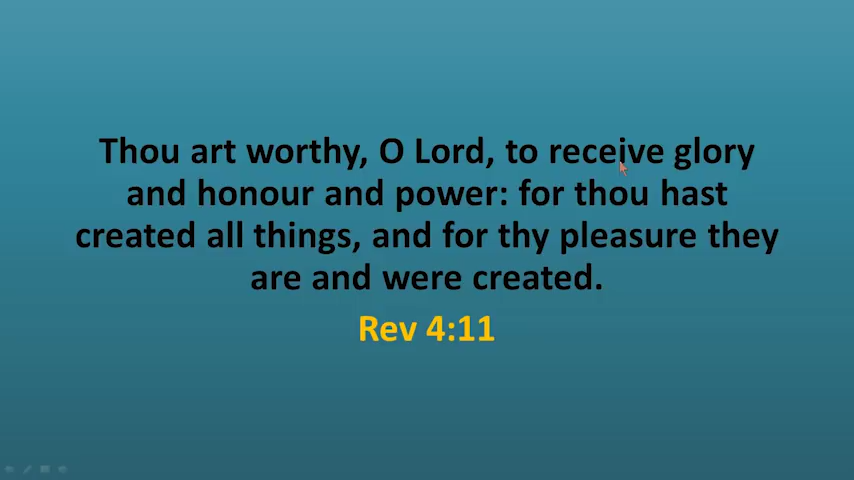 Thou art worthy, O Lord, to receive glory
and honour and power: for thou hast
created all things, and for thy pleasure they
are and were created.
Rev 4:11